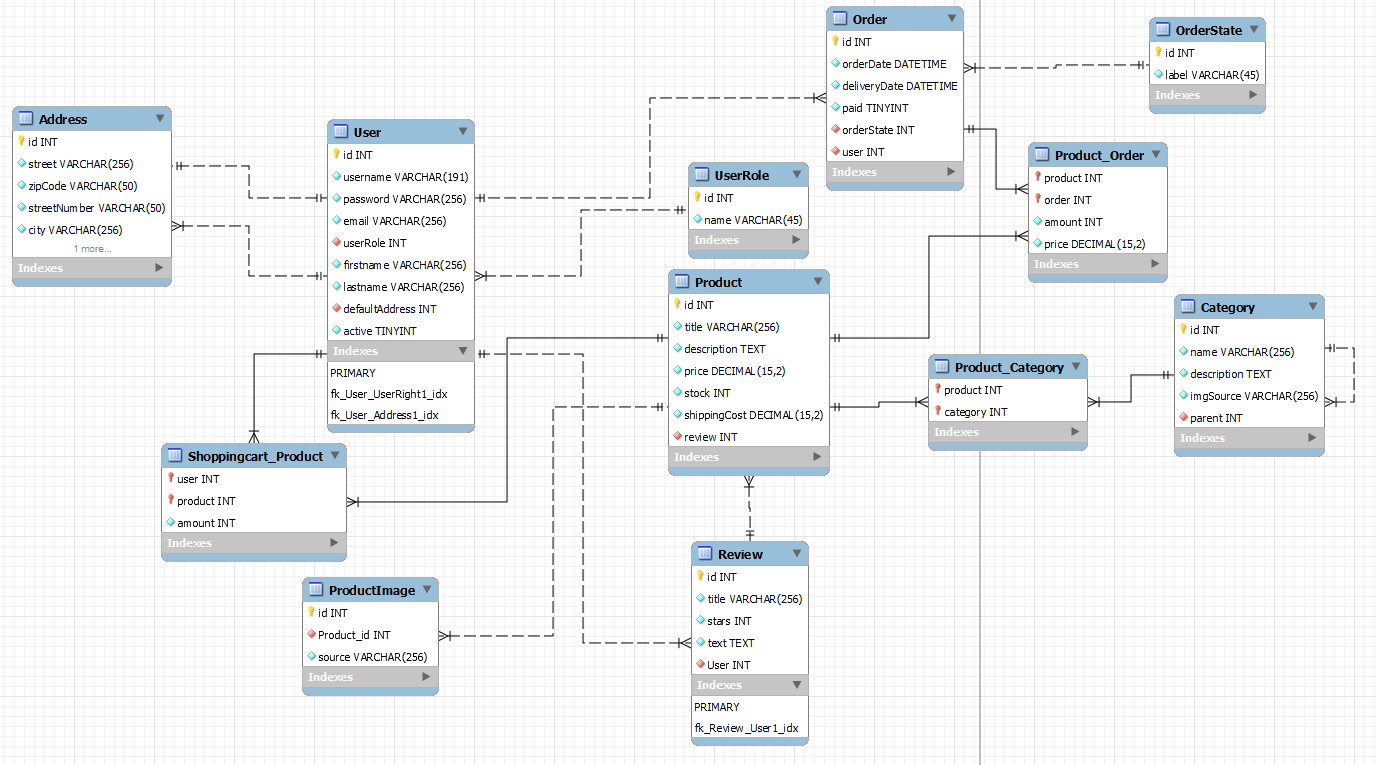 Order
id INT
orderDate DATETIME
deliveryDate DATETIME
paid TINYINT
orderState INT
user INT
Indexes
OrderState
id INT
label VARCHAR(45)
Indexes
Address
id INT
street VARCHAR(256)
zipCode VARCHAR(50)
streetNumber VARCHAR(50)
city VARCHAR(256)
1 more...
Indexes
User
id INT
username VARCHAR(191)
password VARCHAR(256)
email VARCHAR(256)
userRole INT
firstname VARCHAR(256)
lastname VARCHAR(256)
defaultAddress INT
active TINYINT
Indexes
PRIMARY
fk_User_UserRight1_idx
fk_User_Address1_idx
UserRole
id INT
name VARCHAR(45)
Indexes
Product_Order
product INT
order INT
amount INT
price DECIMAL(15,2)
Indexes
Product
id INT
title VARCHAR(256)
description TEXT
price DECIMAL(15,2)
stock INT
shippingCost DECIMAL(15,2)
review INT
Indexes
Category
id INT
name VARCHAR(256)
description TEXT
imgSource VARCHAR(256)
parent INT
Indexes
Product_Category
product INT
category INT
Indexes
Shoppingcart_Product
user INT
product INT
amount INT
Indexes
ProductImage
id INT
Product_id INT
source VARCHAR(256)
Indexes
Review
id INT
title VARCHAR(256)
stars INT
text TEXT
User INT
Indexes
PRIMARY
fk_Review_User1_idx